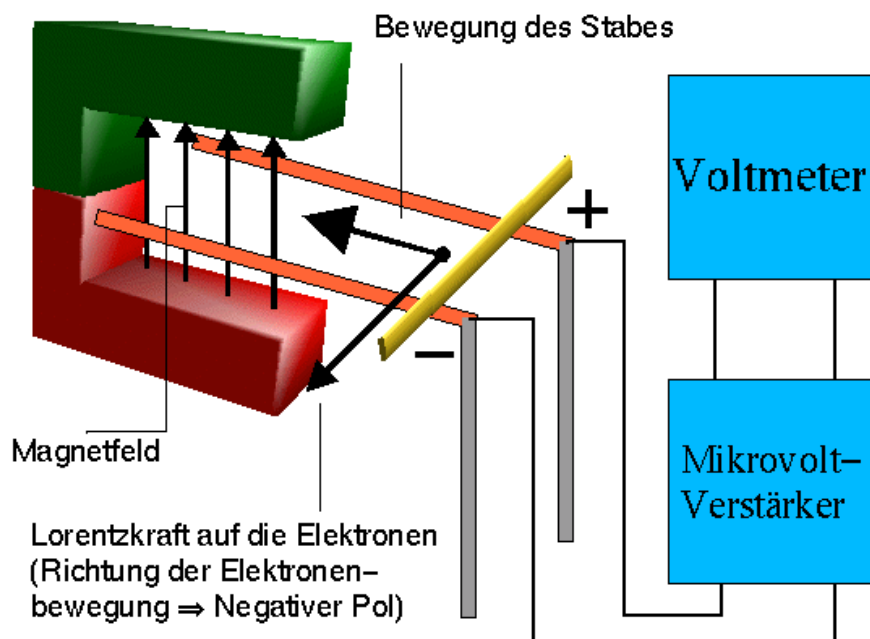 Bewegung des Stabes
+
Voltmeter
−
Magnetfeld
Mikrovolt−
Verstärker
Lorentzkraft auf die Elektronen
(Richtung der Elektronen−
bewegung ⇒ Negativer Pol)